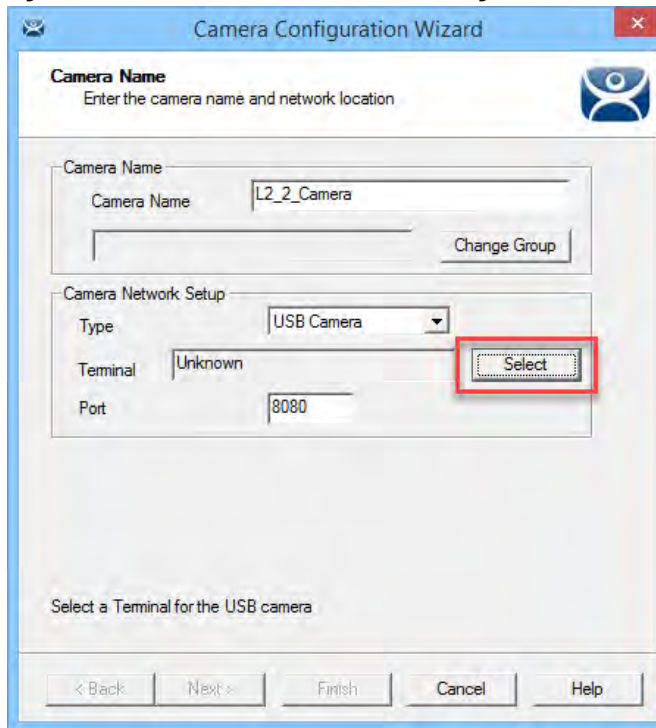 Camera Configuration Wizard
Camera Name
Enter the camera name and network location
Camera Name
Camera Name L2_2_Camera
Change Group
Camera Network Setup
Type USB Camera
Terminal Unknown Select
Port 8080
Select a Terminal for the USB camera
< Back Next > Finish Cancel Help